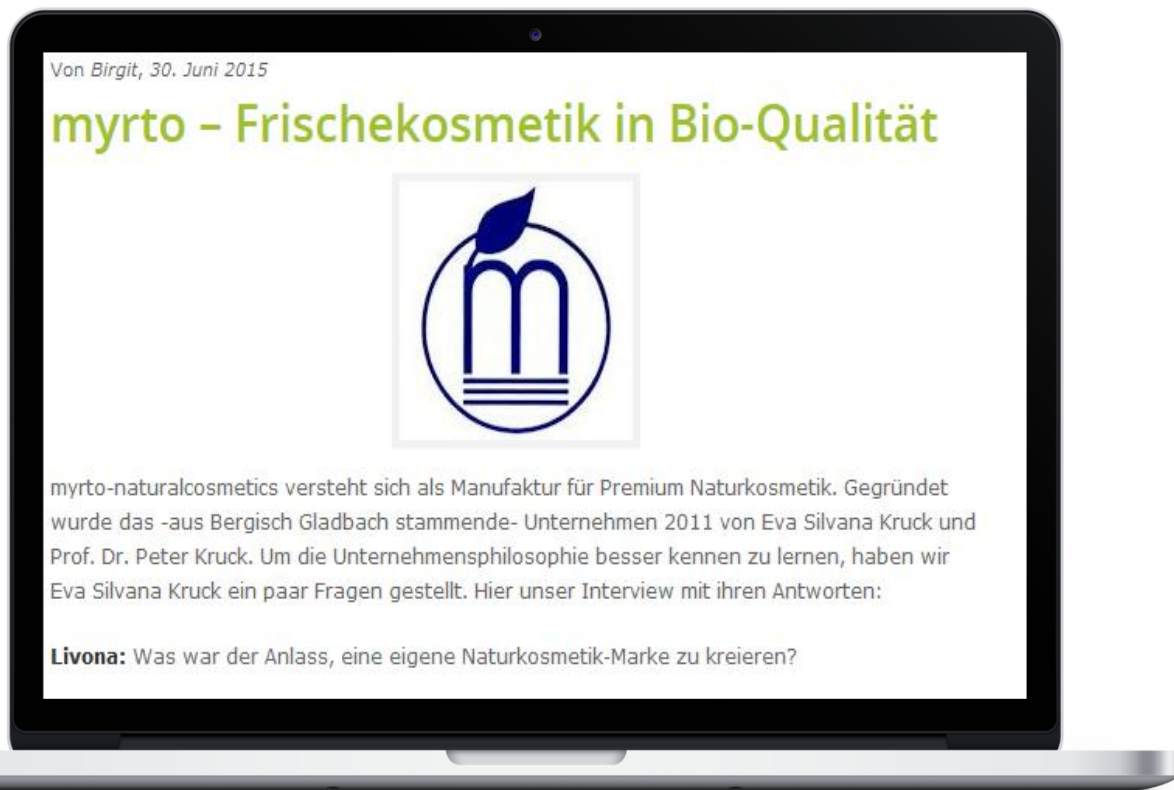 Von Birgit, 30. Juni 2015
myrto – Frischekosmetik in Bio-Qualität
m
myrto-naturalcosmetics versteht sich als Manufaktur für Premium Naturkosmetik. Gegründet
wurde das -aus Bergisch Gladbach stammende- Unternehmen 2011 von Eva Silvana Kruck und
Prof. Dr. Peter Kruck. Um die Unternehmensphilosophie besser kennen zu lernen, haben wir
Eva Silvana Kruck ein paar Fragen gestellt. Hier unser Interview mit ihren Antworten:
Livona: Was war der Anlass, eine eigene Naturkosmetik-Marke zu kreieren?